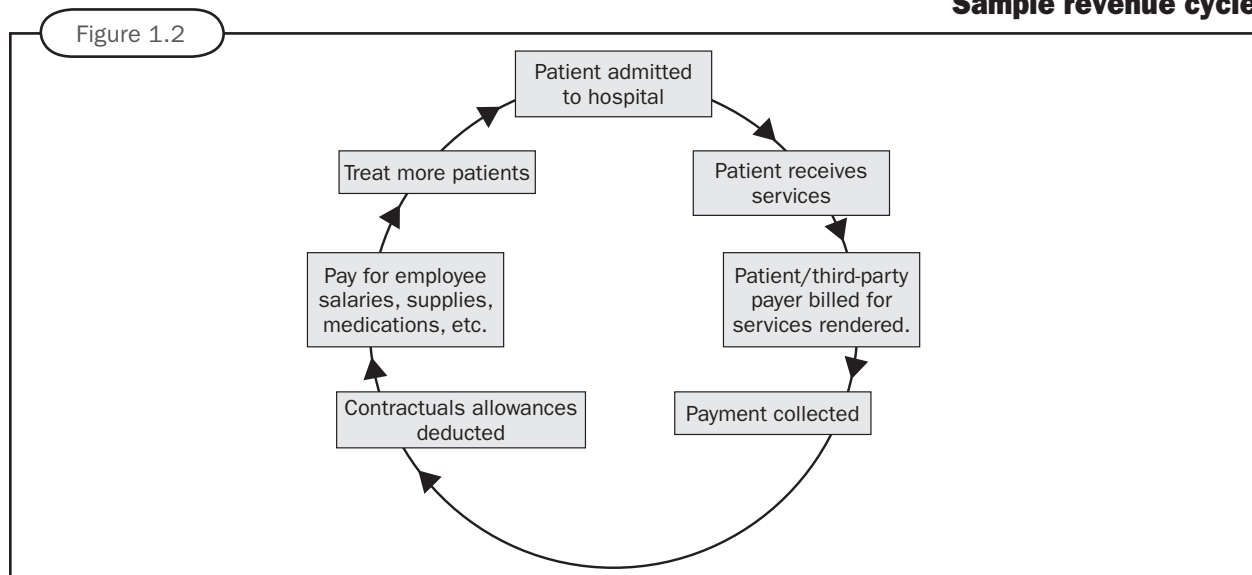 Sample revenue cycle
Figure 1.2
Patient admitted
to hospital
Patient receives
services
Patient/third-party
payer billed for
services rendered.
Payment collected
Contractuals allowances
deducted
Pay for employee
salaries, supplies,
medications, etc.
Treat more patients